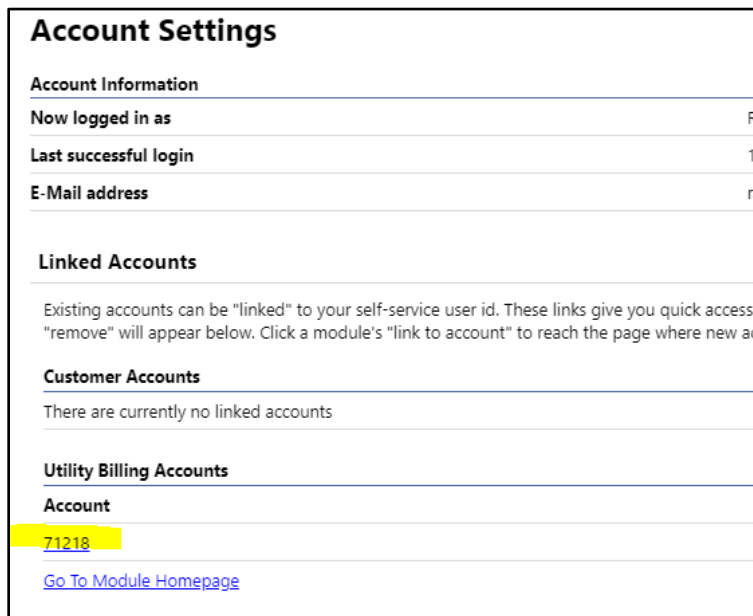 Account Settings
Account Information
Now logged in as
Last successful login
E-Mail address
Linked Accounts
Existing accounts can be "linked" to your self-service user id. These links give you quick access
"remove" will appear below. Click a module's "link to account" to reach the page where new
Customer Accounts
There are currently no linked accounts
Utility Billing Accounts
Account
71218
Go To Module Homepage